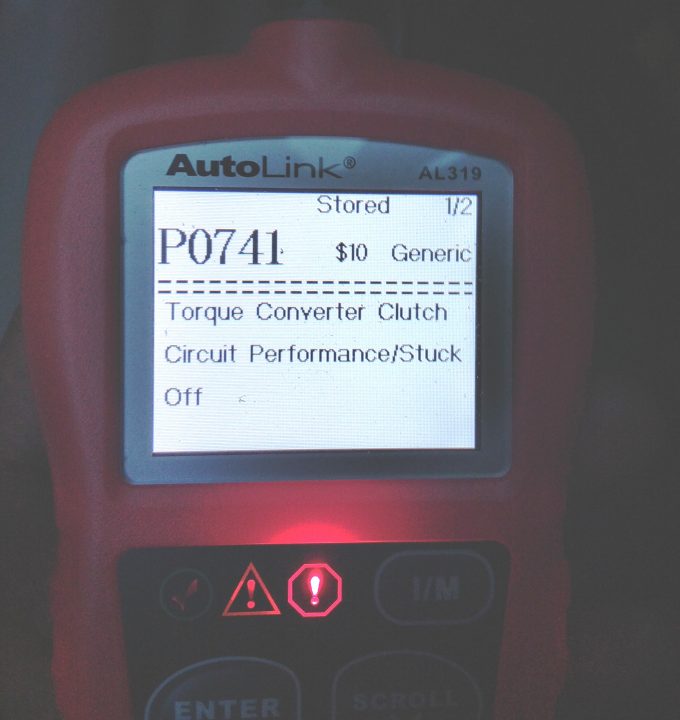 AutoLink®
AL319
Stored 1/2
P0741 $10 Generic
==========================
Torque Converter Clutch
Circuit Performance/Stuck
Off
I/M
ENTER
SCROLL